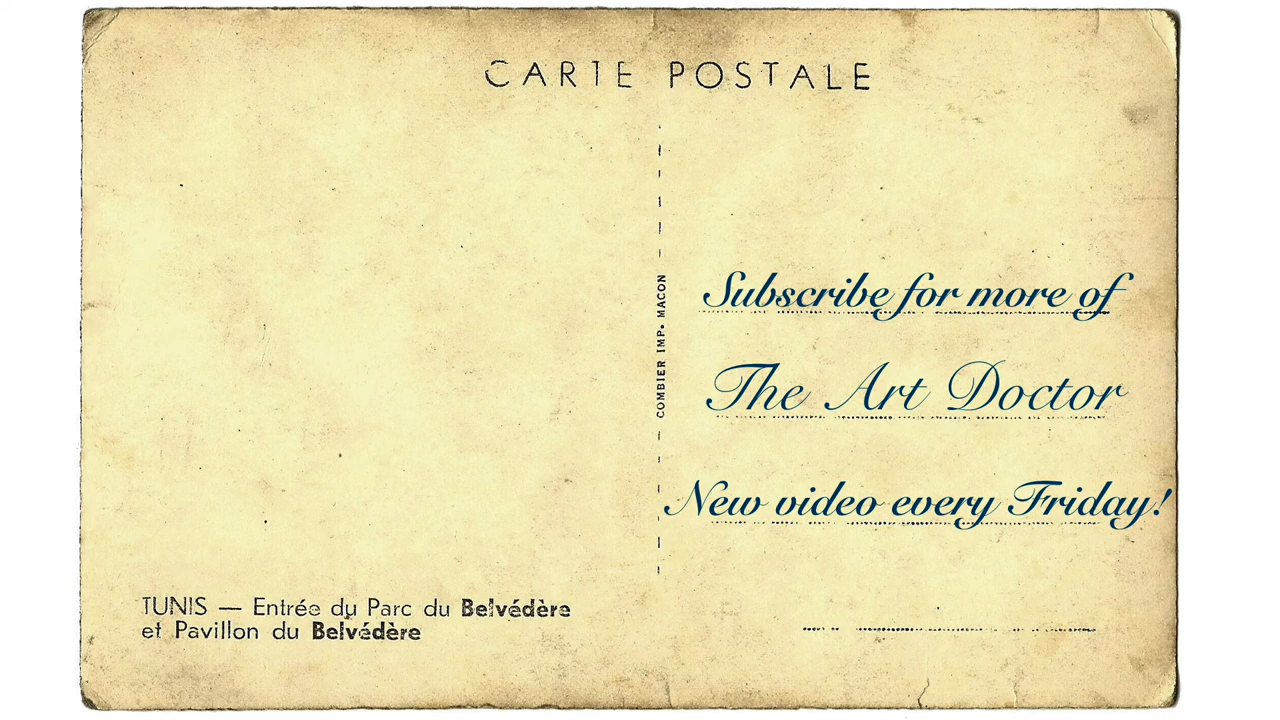 CARTE POSTALE
COMBIER IMP. MACON
Subscribe for more of
The Art Doctor
New video every Friday!
TUNIS — Entrée du Parc du Belvédère
et Pavillon du Belvédère